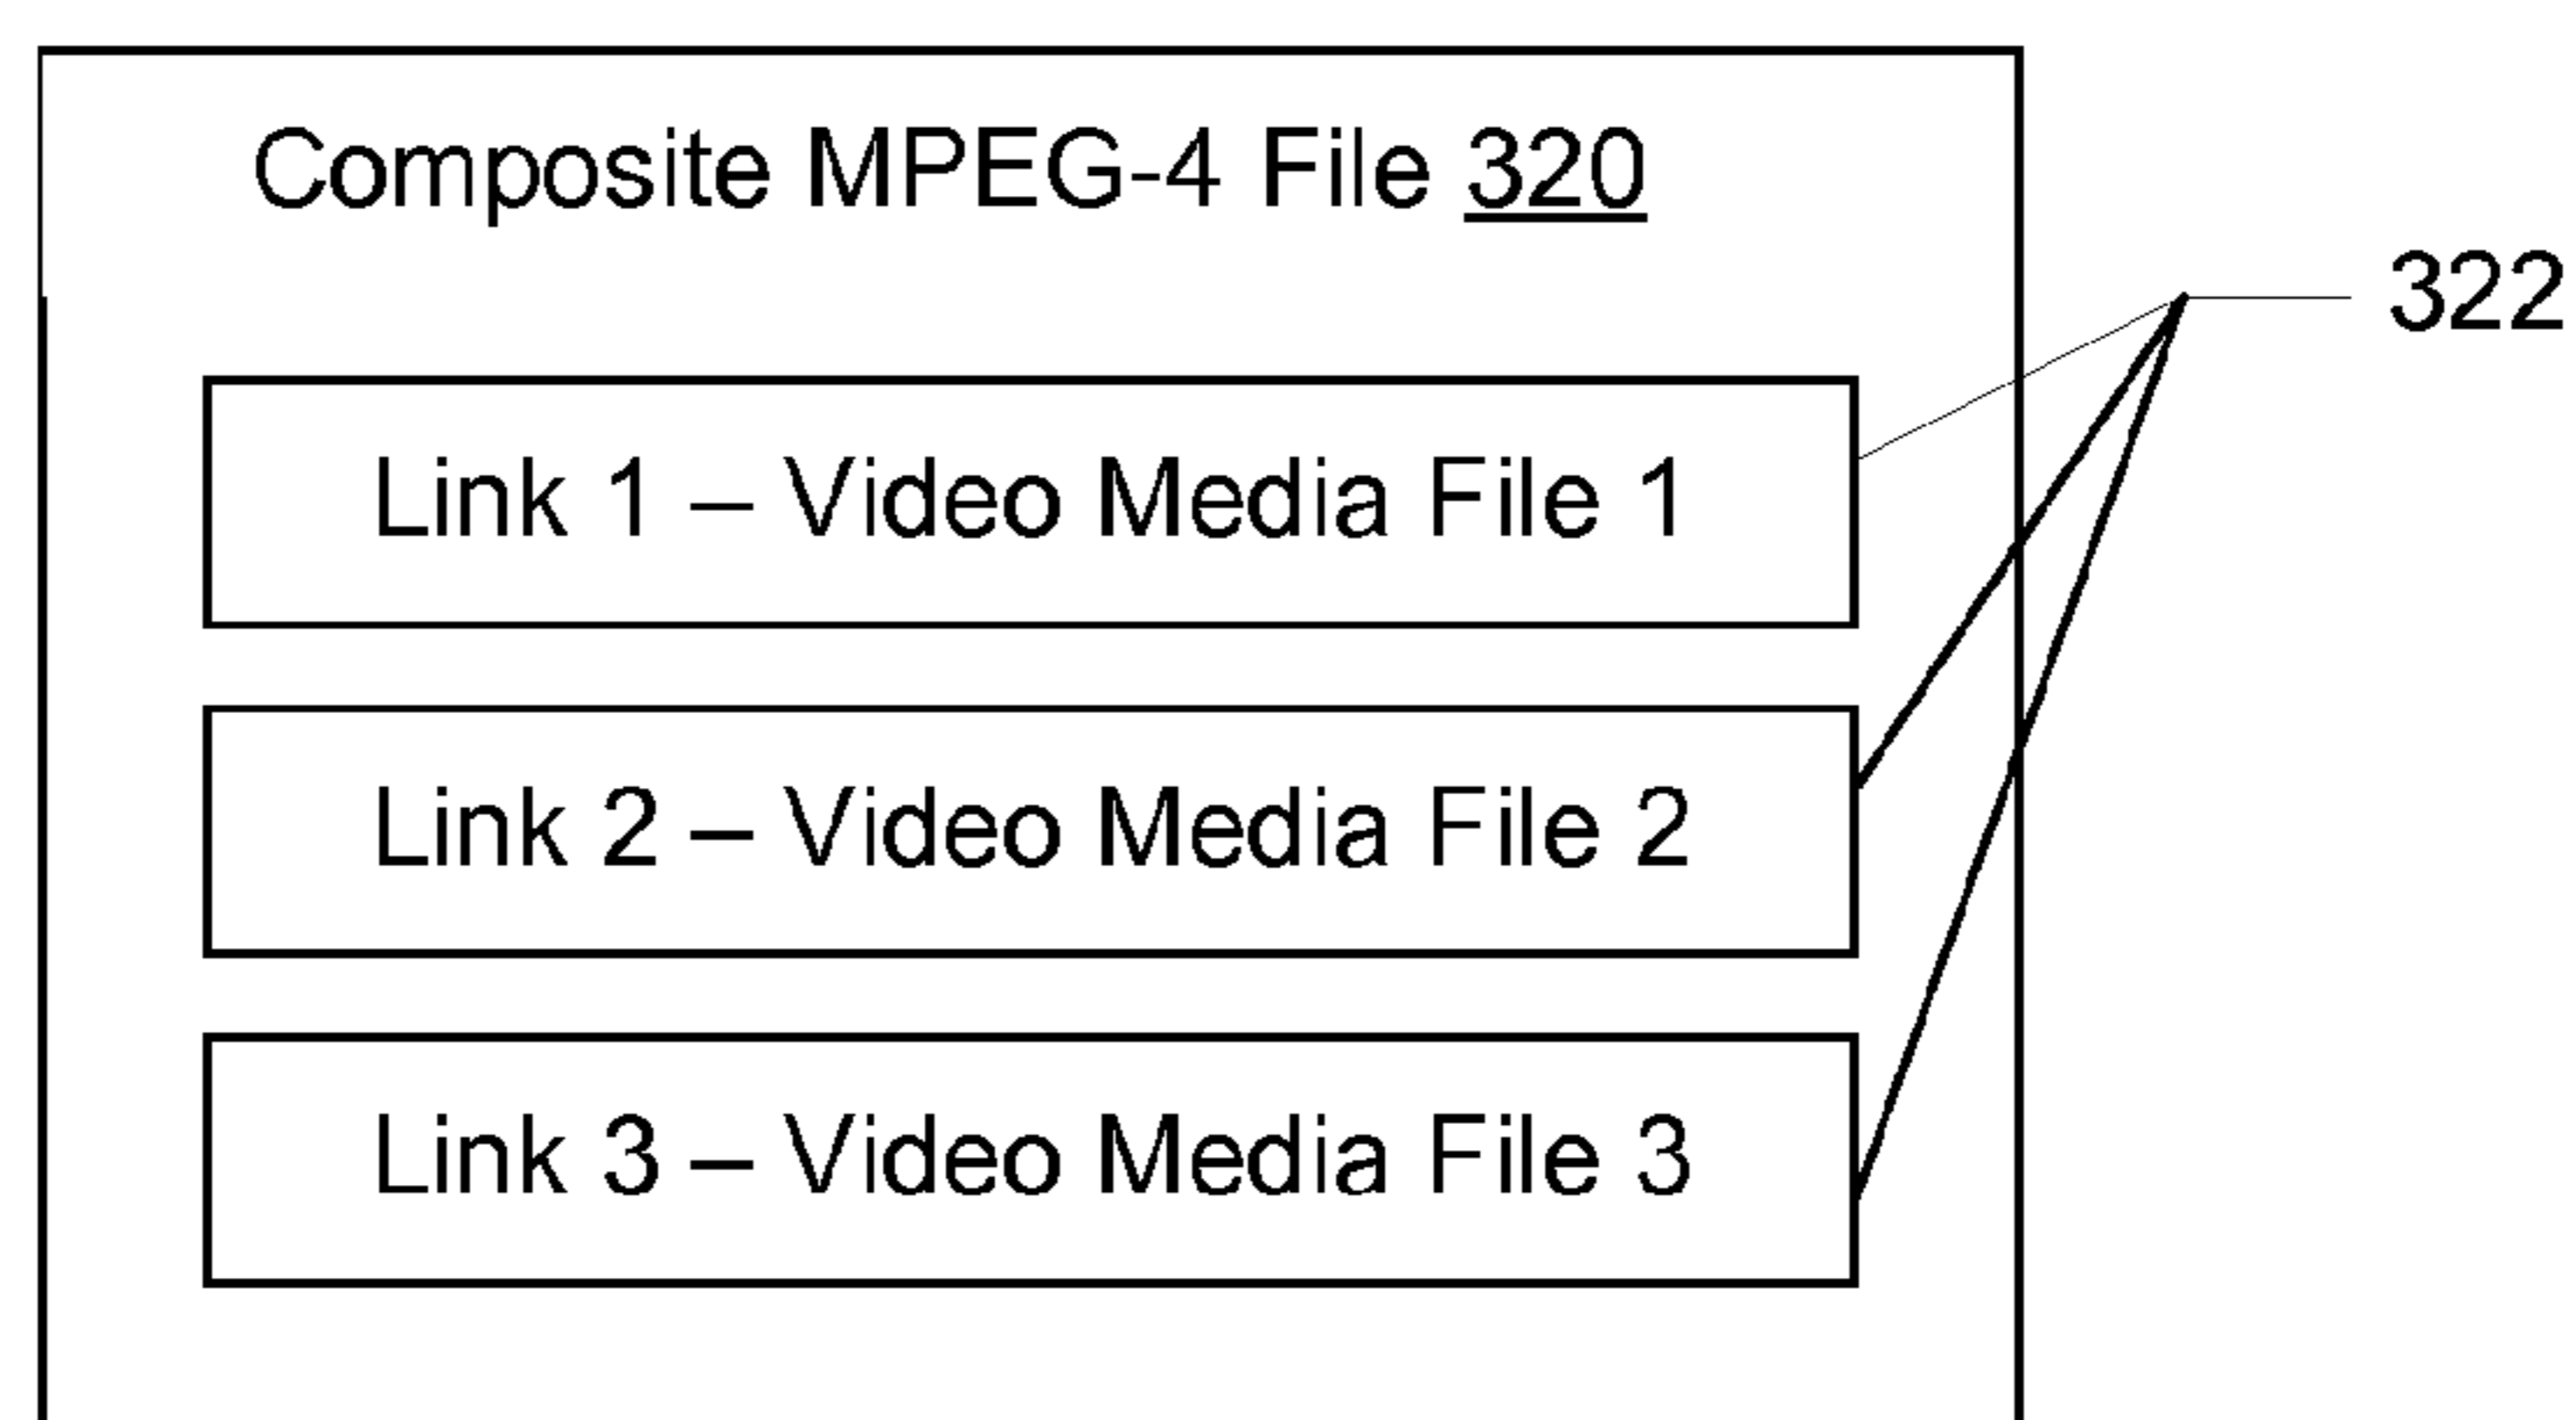 Composite MPEG-4 File 320
322
Link 1 – Video Media File 1
Link 2 – Video Media File 2
Link 3 – Video Media File 3